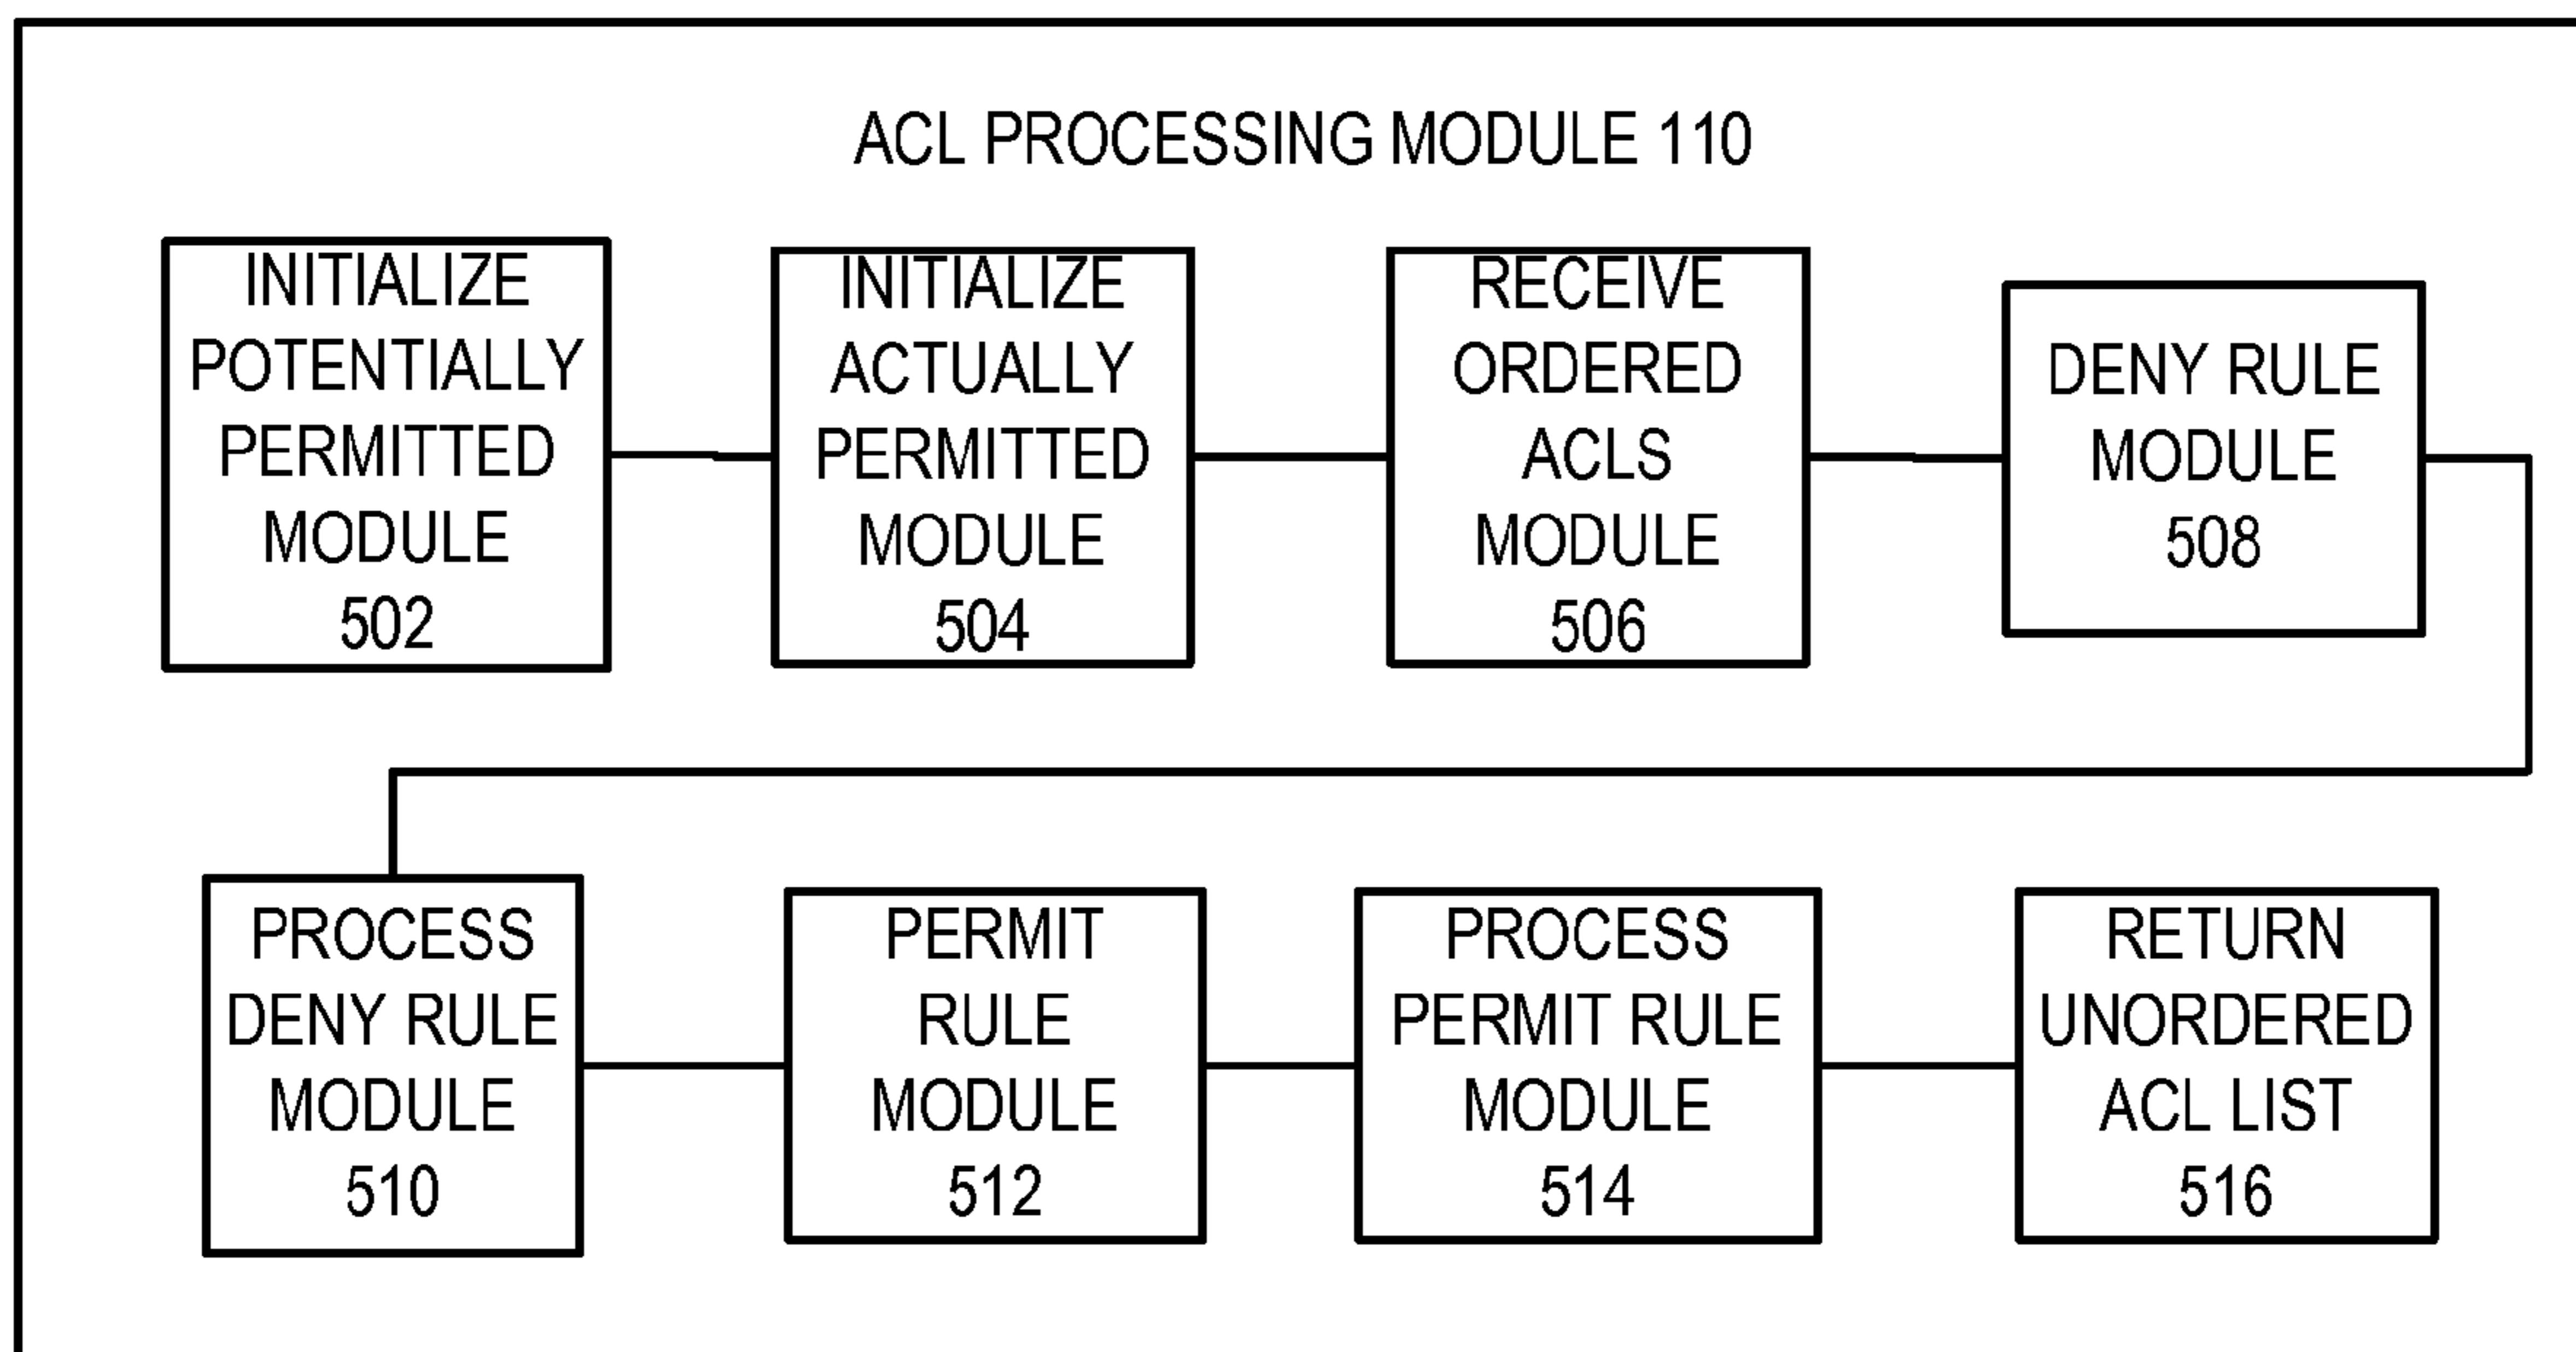 ACL PROCESSING MODULE 110
INITIALIZE
POTENTIALLY
PERMITTED
MODULE
502
INITIALIZE
ACTUALLY
PERMITTED
MODULE
504
RECEIVE
ORDERED
ACLS
MODULE
506
DENY RULE
MODULE
508
PROCESS
DENY RULE
MODULE
510
PERMIT
RULE
MODULE
512
PROCESS
PERMIT RULE
MODULE
514
RETURN
UNORDERED
ACL LIST
516